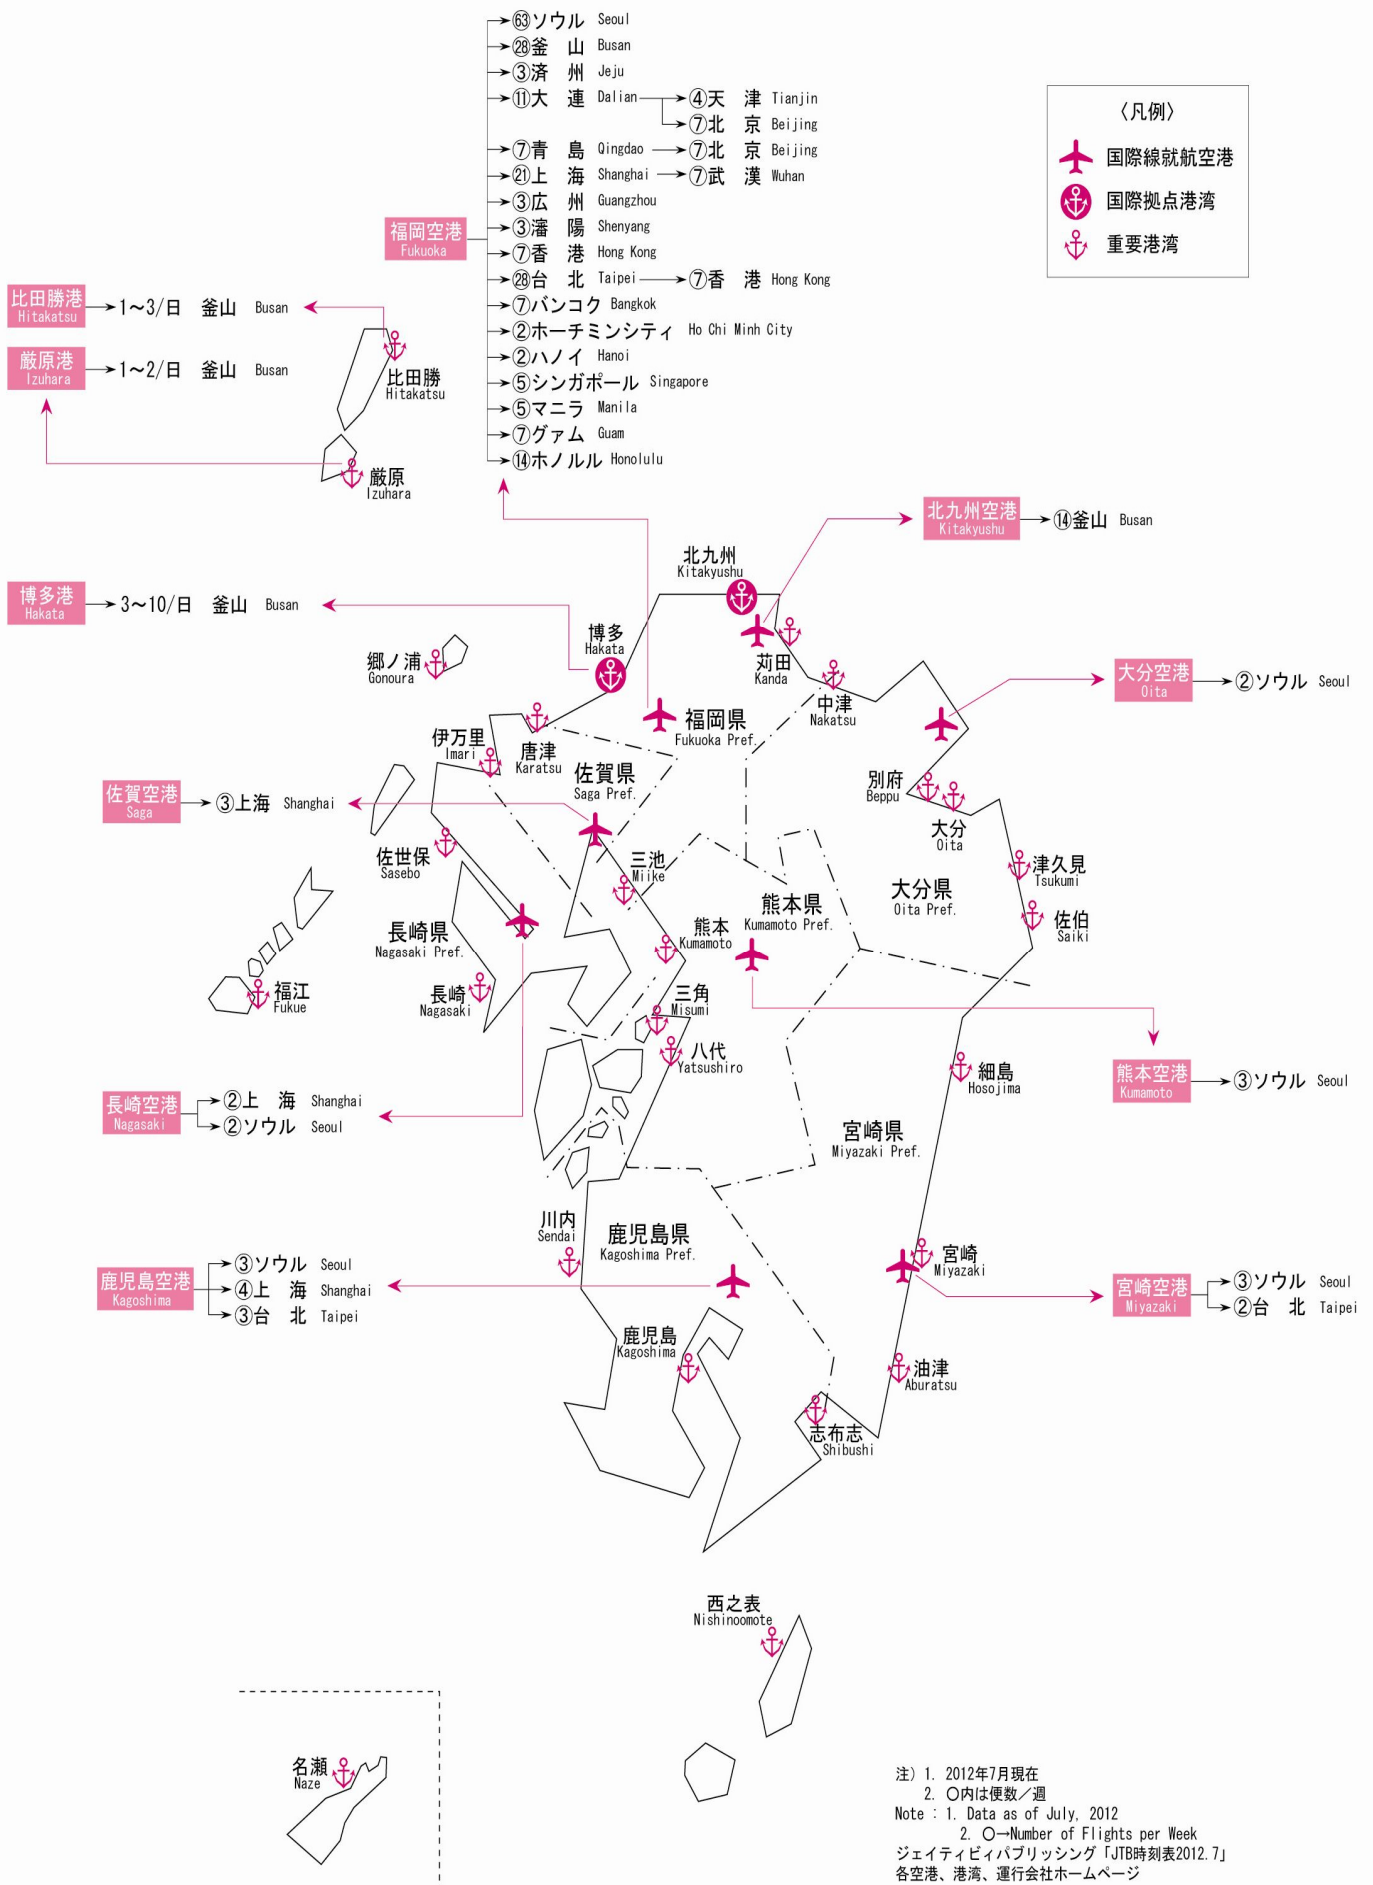 ㊿+13ソウル Seoul
㉘釜 山 Busan
③済 州 Jeju
⑪大 連 Dalian ④天 津 Tianjin
⑦北 京 Beijing
⑦青 島 Qingdao ⑦北 京 Beijing
㉑上 海 Shanghai ⑦武 漢 Wuhan
③広 州 Guangzhou
③瀋 陽 Shenyang
⑦香 港 Hong Kong
㉘台 北 Taipei ⑦香 港 Hong Kong
⑦バンコク Bangkok
②ホーチミンシティ Ho Chi Minh City
②ハノイ Hanoi
⑤シンガポール Singapore
⑤マニラ Manila
⑦グァム Guam
⑭ホノルル Honolulu
福岡空港
Fukuoka
〈凡例〉
国際線就航空港
国際拠点港湾
重要港湾
比田勝港
Hitakatsu
1～3/日 釜山 Busan
厳原港
Izuhara
1～2/日 釜山 Busan
比田勝
Hitakatsu
厳原
Izuhara
北九州空港
Kitakyushu
⑭釜山 Busan
北九州
Kitakyushu
博多港
Hakata
3～10/日 釜山 Busan
博多
Hakata
郷ノ浦
Gonoura
苅田
Kanda
大分空港
Oita
②ソウル Seoul
中津
Nakatsu
福岡県
Fukuoka Pref.
伊万里
Imari
唐津
Karatsu
佐賀県
Saga Pref.
別府
Beppu
佐賀空港
Saga
③上海 Shanghai
大分
Oita
佐世保
Sasebo
三池
Miike
津久見
Tsukumi
大分県
Oita Pref.
熊本県
Kumamoto Pref.
佐伯
Saiki
長崎県
Nagasaki Pref.
熊本
Kumamoto
福江
Fukue
長崎
Nagasaki
三角
Misumi
八代
Yatsushiro
細島
Hosojima
熊本空港
Kumamoto
③ソウル Seoul
長崎空港
Nagasaki
②上 海 Shanghai
②ソウル Seoul
宮崎県
Miyazaki Pref.
川内
Sendai
鹿児島県
Kagoshima Pref.
宮崎
Miyazaki
鹿児島空港
Kagoshima
③ソウル Seoul
④上 海 Shanghai
③台 北 Taipei
宮崎空港
Miyazaki
③ソウル Seoul
②台 北 Taipei
鹿児島
Kagoshima
油津
Aburatsu
志布志
Shibushi
西之表
Nishinoomote
名瀬
Naze
注）1. 2012年7月現在
2. ○内は便数／週
Note : 1. Data as of July, 2012
2. ○→Number of Flights per Week
ジェイティビィパブリッシング「JTB時刻表2012.7」
各空港、港湾、運行会社ホームページ